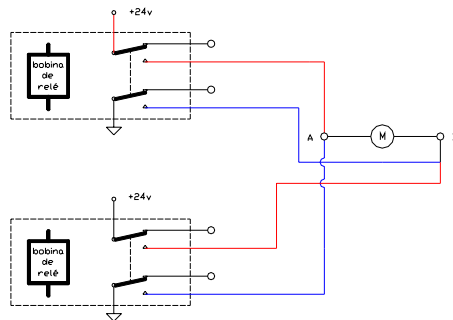 +24v
bobina
de
relé
A
M
+24v
bobina
de
relé